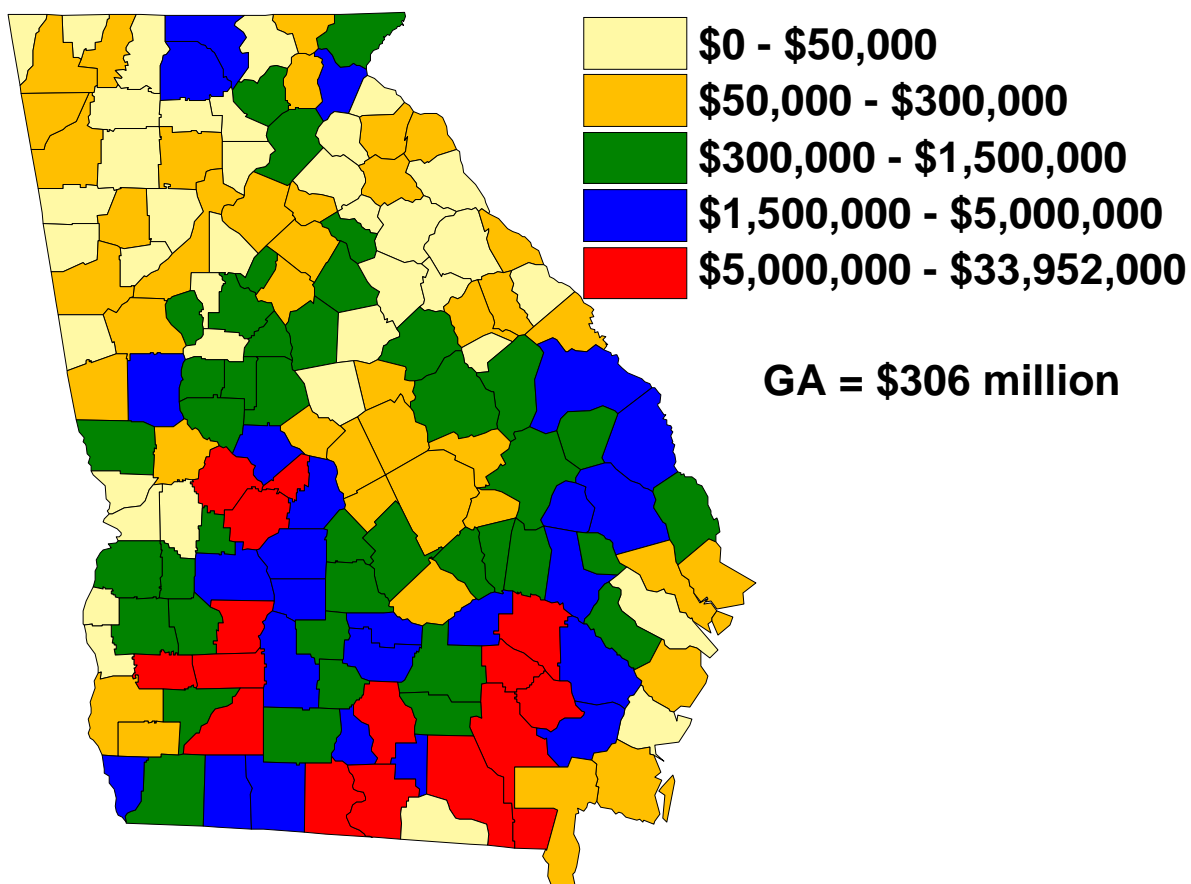 $0 - $50,000
$50,000 - $300,000
$300,000 - $1,500,000
$1,500,000 - $5,000,000
$5,000,000 - $33,952,000
GA = $306 million